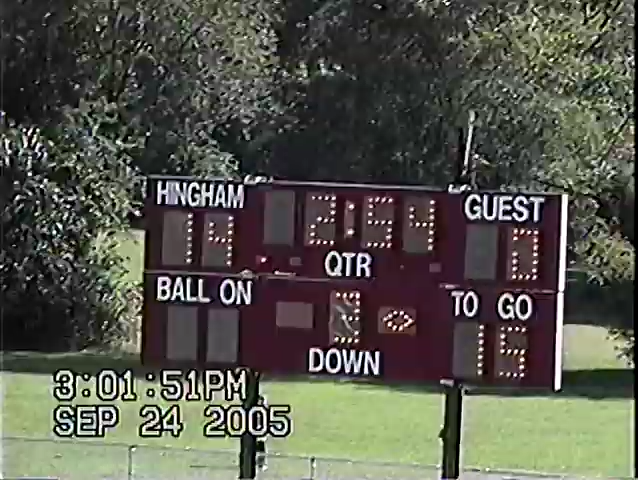 HINGHAM 2:54 GUEST
14 0
QTR
BALL ON 3 TO GO
15
DOWN
3:01:51PM
SEP 24 2005